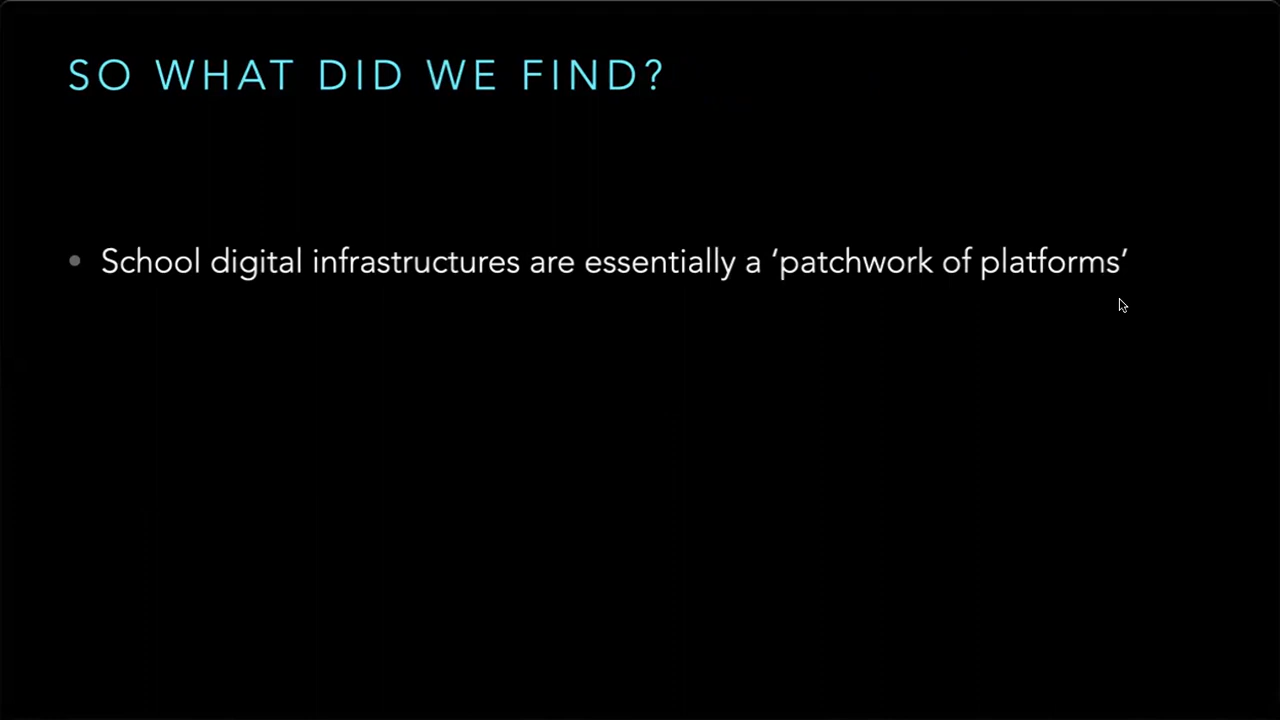 SO WHAT DID WE FIND?
• School digital infrastructures are essentially a ‘patchwork of platforms’